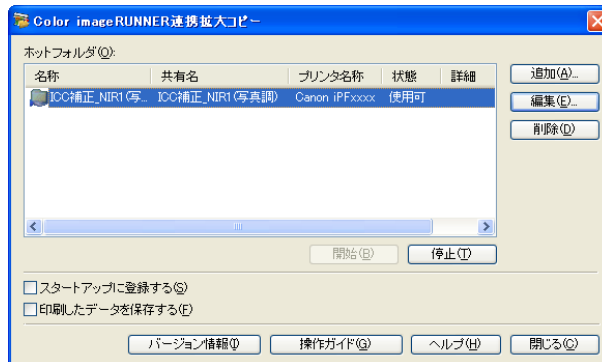 Color imageRUNNER連携拡大コピー
ホットフォルダ(O):
名称 共有名 プリンタ名称 状態 詳細
ICC補正_NIR1(写... ICC補正_NIR1(写真調) Canon iPFxxxx 使用可
追加(A)...
編集(E)...
削除(D)
開始(B) 停止(T)
スタートアップに登録する(S)
印刷したデータを保存する(F)
バージョン情報(I) 操作ガイド(G) ヘルプ(H) 閉じる(C)